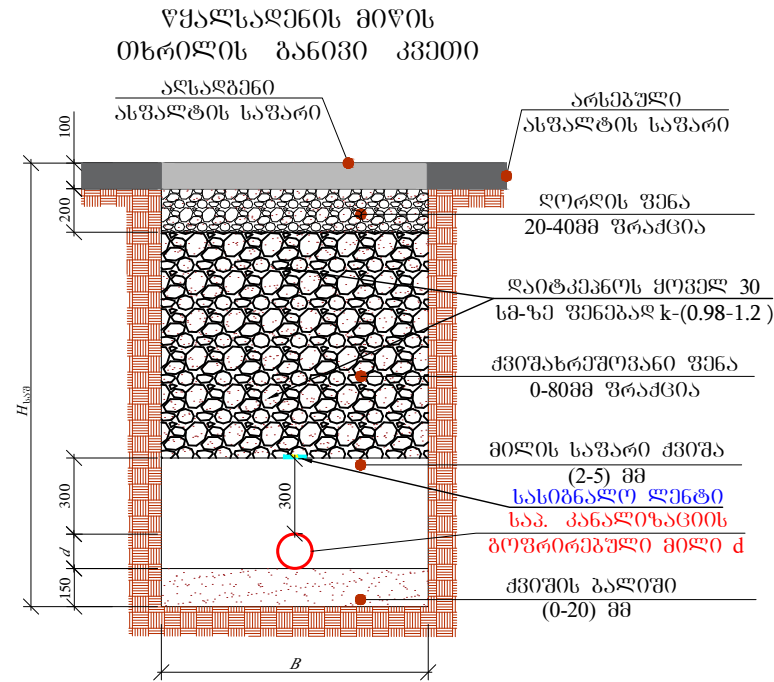 წყალსადენის მიწის
თხრილის განივი კვეთი
აღსადგენი
ასფალტის საფარი
არსებული
ასფალტის საფარი
100
200
ღორღის ფენა
20-40მმ ფრაქცია
დაიტკეპნოს ყოველ 30
სმ-ზე ფენებად k-(0.98-1.2 )
ქვიშახრეშოვანი ფენა
0-80მმ ფრაქცია
Hსაშ
მილის საფარი ქვიშა
(2-5) მმ
სასიგნალო ლენტი
300
300
საპ. კანალიზაციის
გოფრირებული მილი d
d
150
ქვიშის ბალიში
(0-20) მმ
B